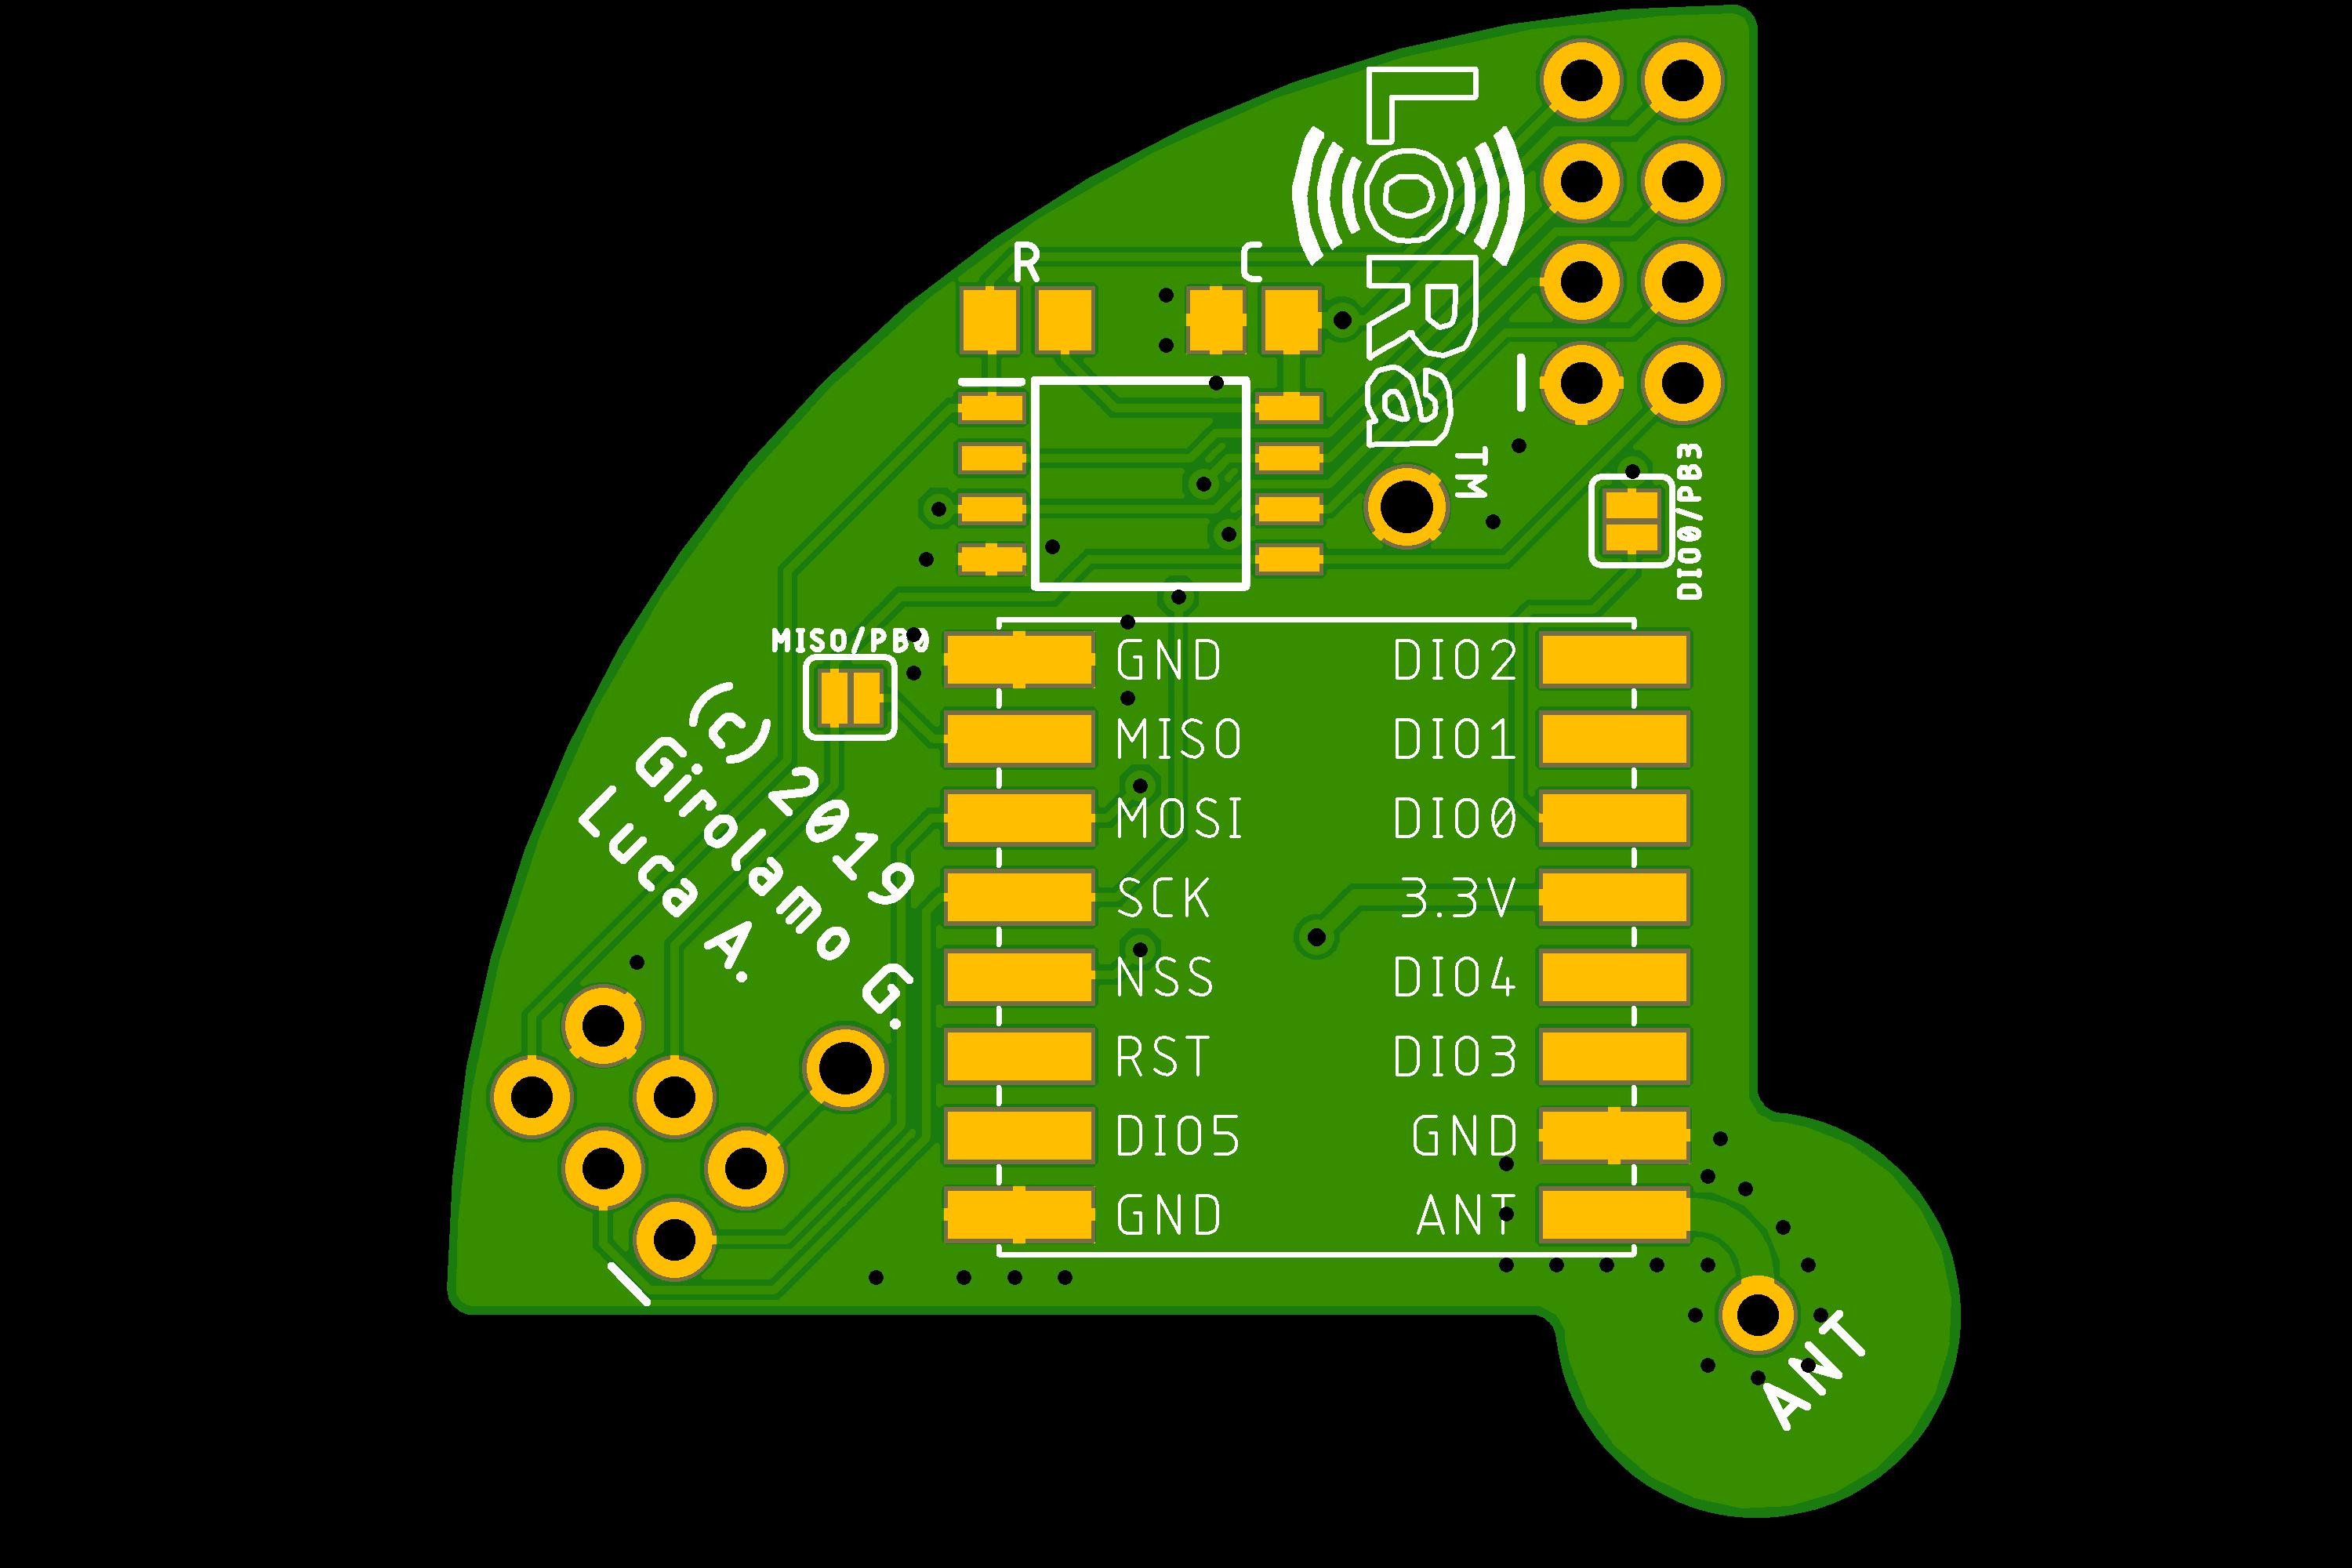 LoRa
TM
R
C
DIO0/PB3
MISO/PB0
(c) 2019
Girolamo G.
Luca A.
GND
MISO
MOSI
SCK
NSS
RST
DIO5
GND
DIO2
DIO1
DIO0
3.3V
DIO4
DIO3
GND
ANT
ANT